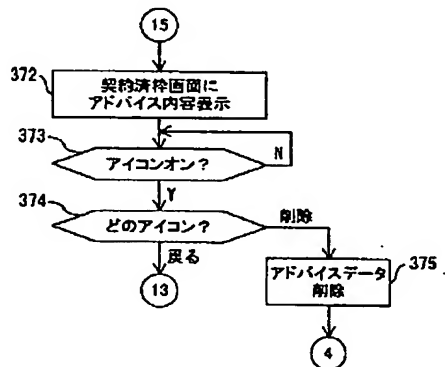 15
372
契約済枠画面に
アドバイス内容表示
373
アイコンオン？
N
Y
374
どのアイコン？
削除
戻る
13
アドバイスデータ
削除
375
4